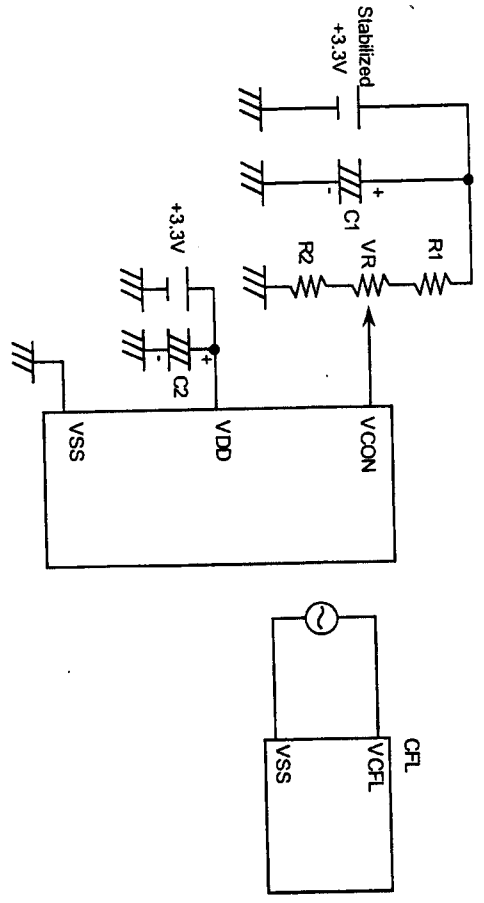 Stabilized
+3.3V
+
-
C1
R1
VR
R2
+3.3V
+
-
C2
VCON
VDD
VSS
CFL
VCFL
VSS